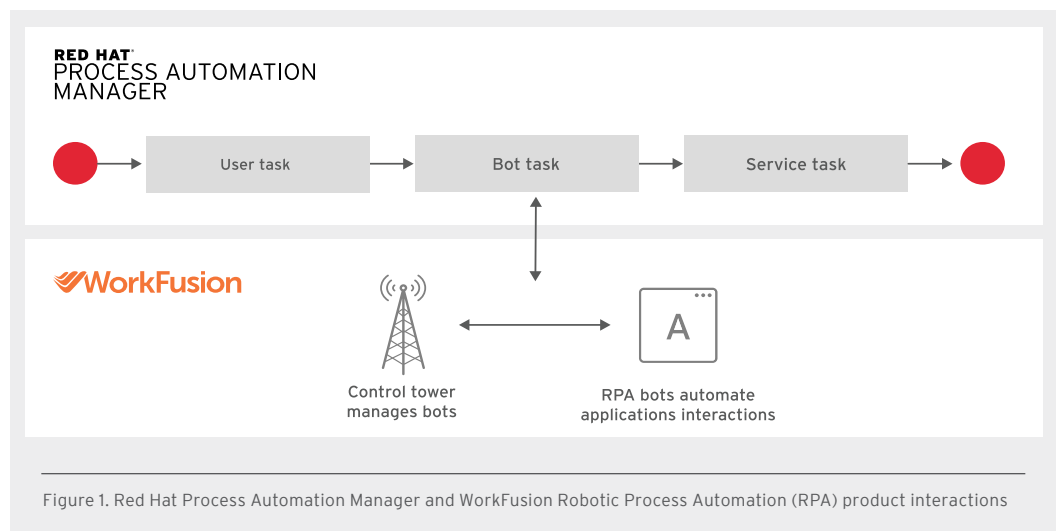 RED HAT®
PROCESS AUTOMATION
MANAGER
User task
Bot task
Service task
WorkFusion
A
Control tower
manages bots
RPA bots automate
applications interactions
Figure 1. Red Hat Process Automation Manager and WorkFusion Robotic Process Automation (RPA) product interactions